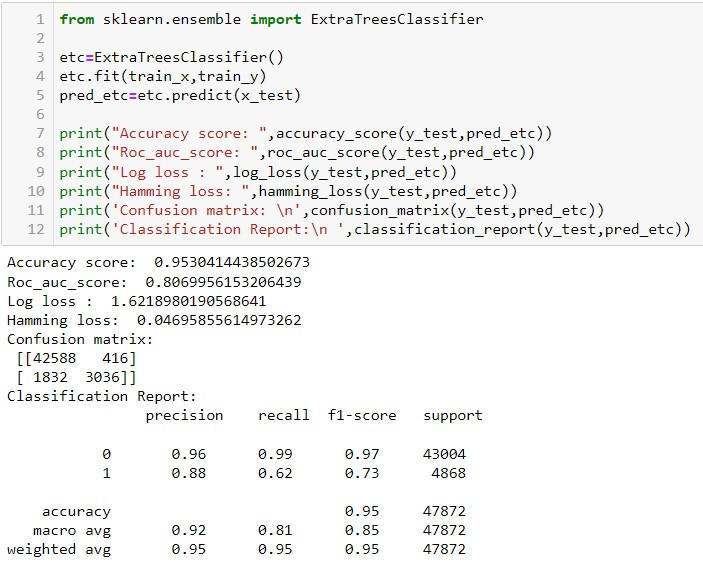 1 from sklearn.ensemble import ExtraTreesClassifier
2
3 etc=ExtraTreesClassifier()
4 etc.fit(train_x,train_y)
5 pred_etc=etc.predict(x_test)
6
7 print("Accuracy score: ",accuracy_score(y_test,pred_etc))
8 print("Roc_auc_score: ",roc_auc_score(y_test,pred_etc))
9 print("Log loss : ",log_loss(y_test,pred_etc))
10 print("Hamming loss: ",hamming_loss(y_test,pred_etc))
11 print('Confusion matrix: \n',confusion_matrix(y_test,pred_etc))
12 print('Classification Report:\n ',classification_report(y_test,pred_etc))
Accuracy score:  0.9530414438502673
Roc_auc_score:  0.8069956153206439
Log loss :  1.6218980190568641
Hamming loss:  0.04695855614973262
Confusion matrix:
 [[42588   416]
 [ 1832  3036]]
Classification Report:
                precision    recall  f1-score   support

           0       0.96      0.99      0.97     43004
           1       0.88      0.62      0.73      4868

    accuracy                           0.95     47872
   macro avg       0.92      0.81      0.85     47872
weighted avg       0.95      0.95      0.95     47872